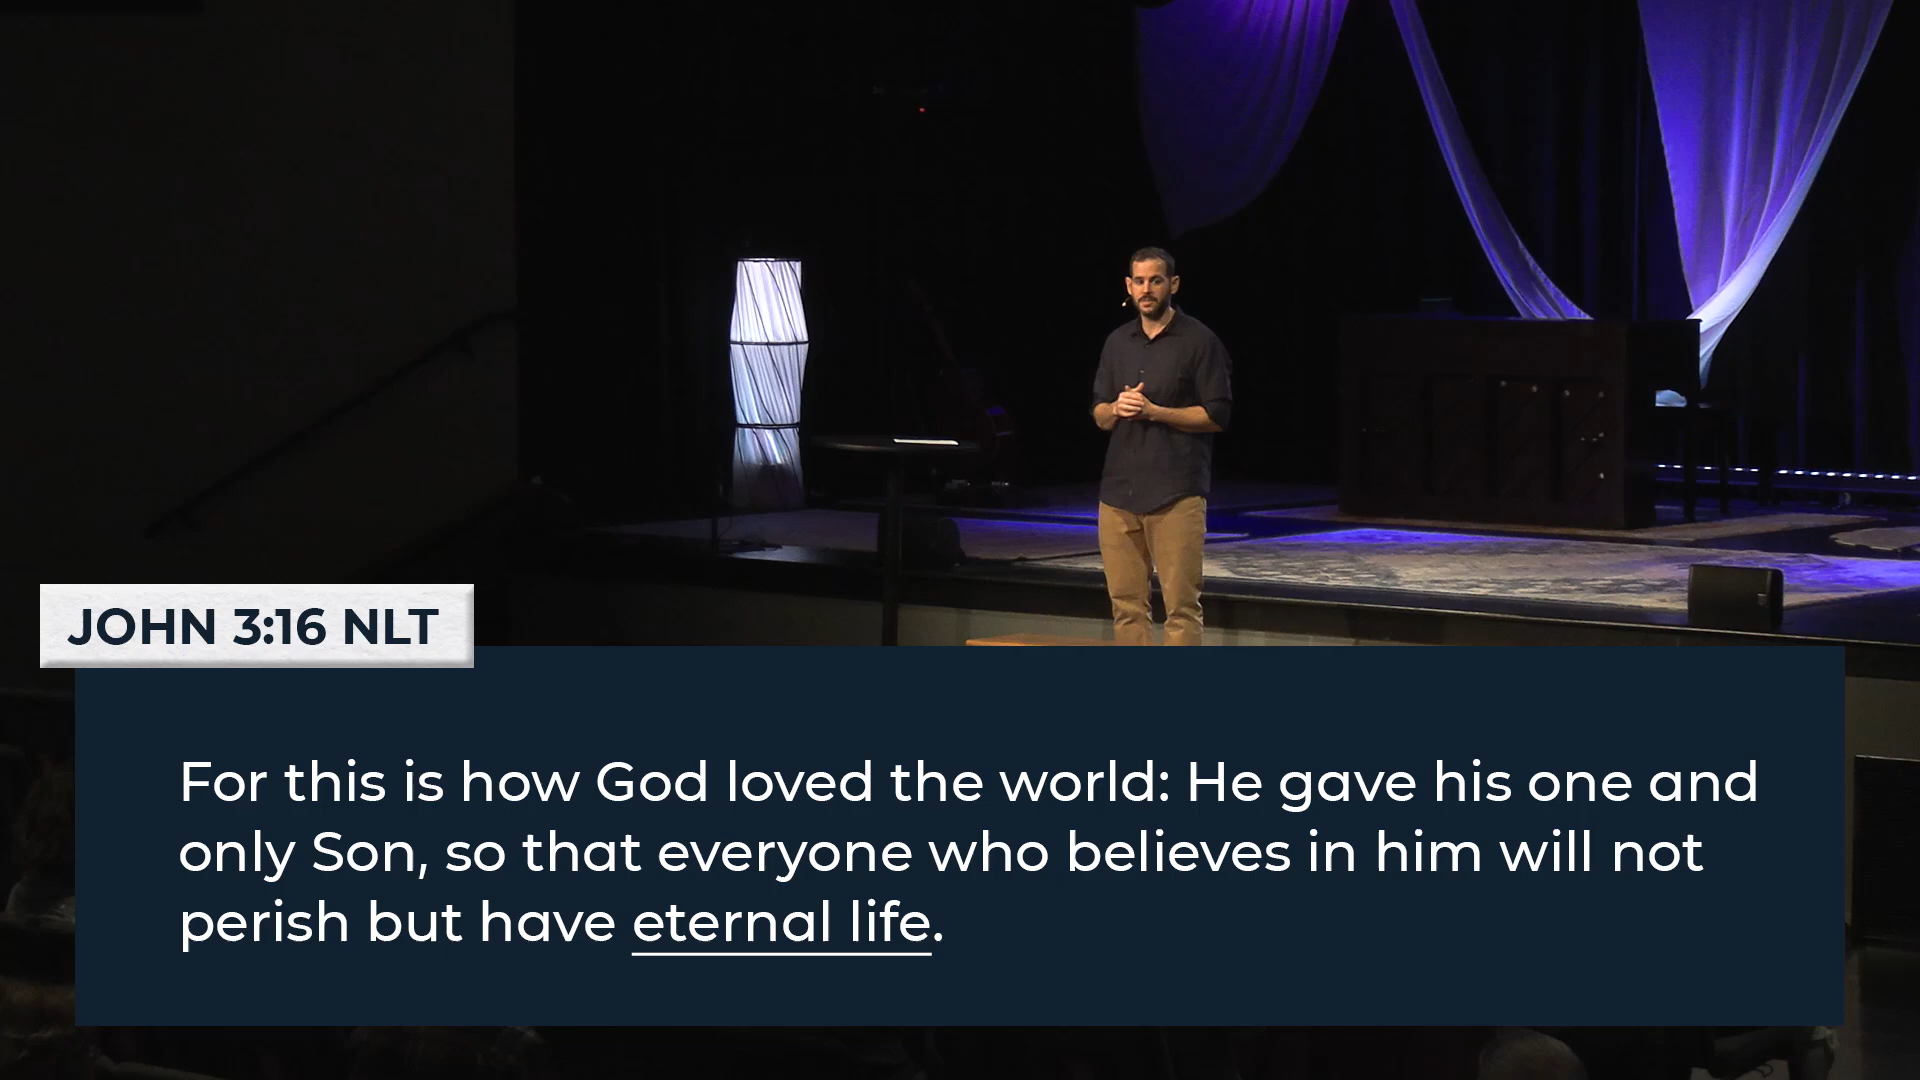 JOHN 3:16 NLT
For this is how God loved the world: He gave his one and
only Son, so that everyone who believes in him will not
perish but have eternal life.